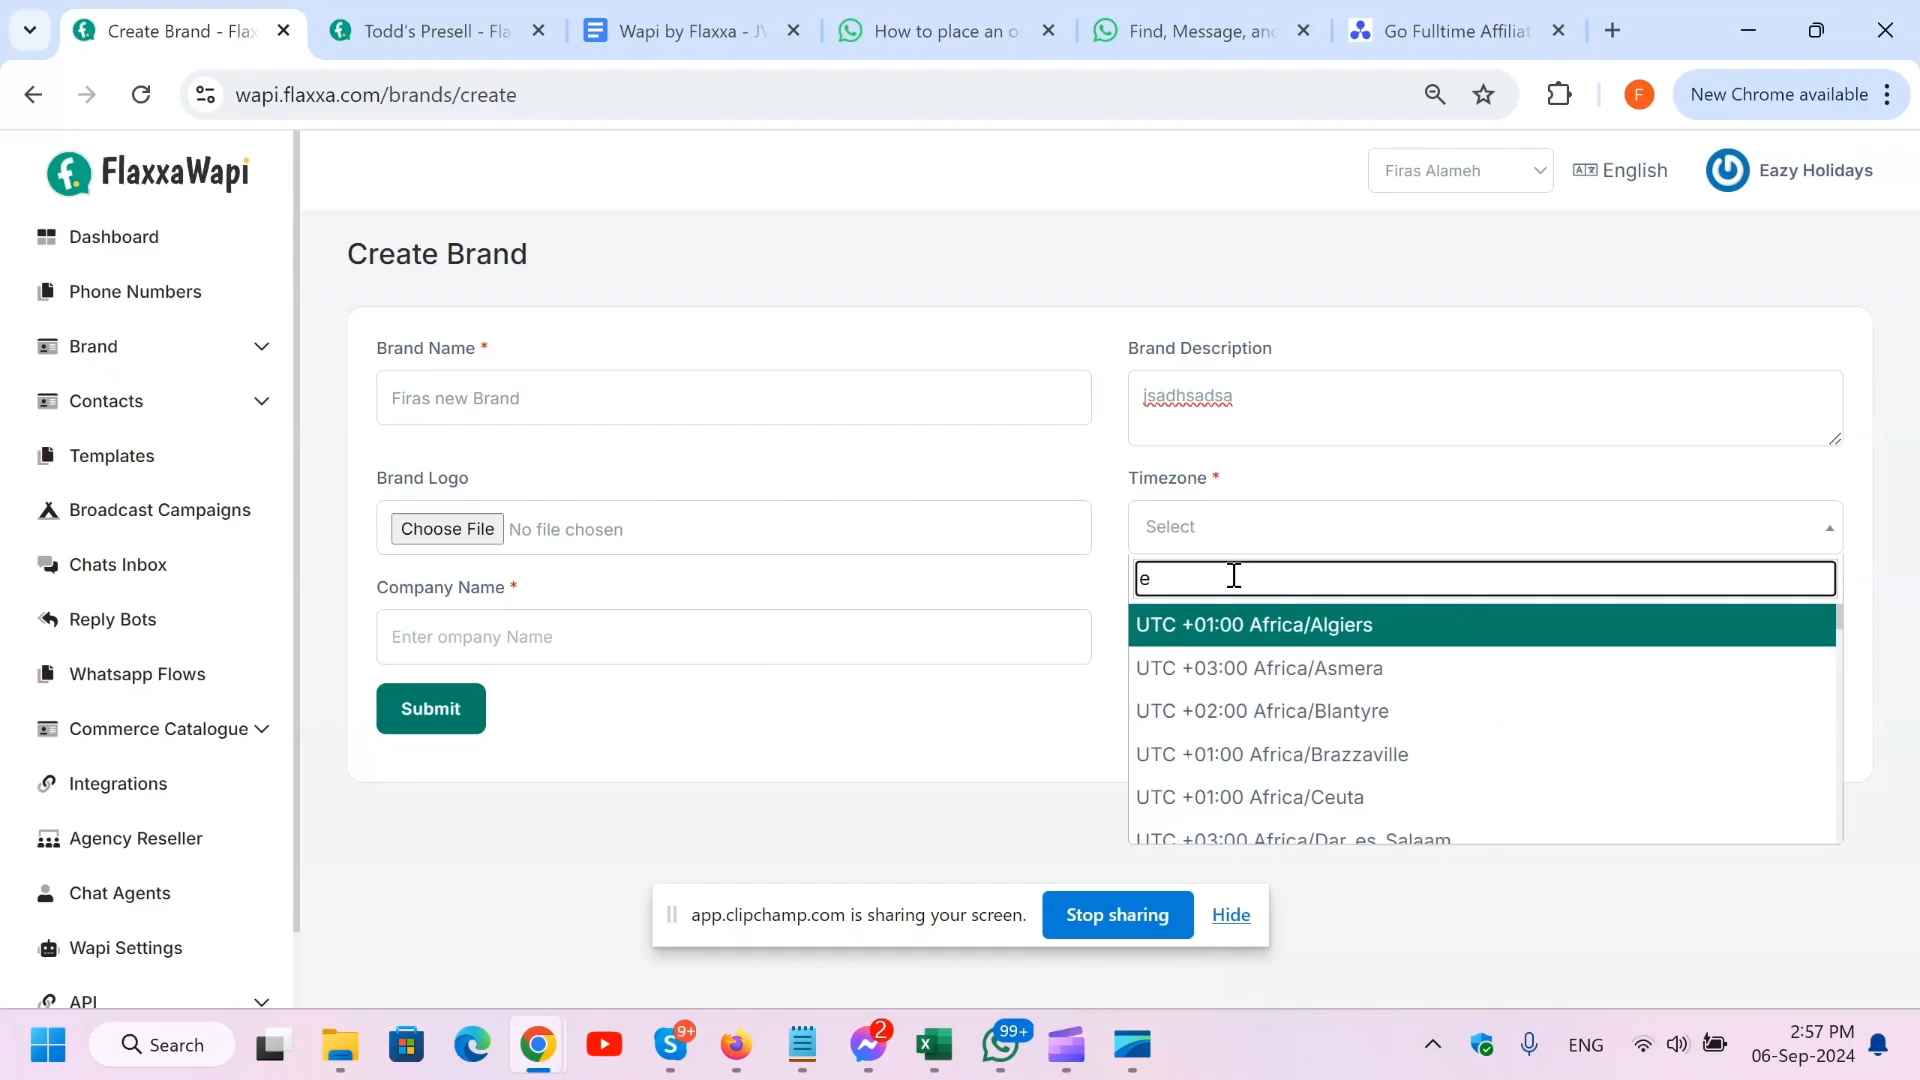 Create Brand - Flax
Todd's Presell - Fla
Wapi by Flaxxa - JV
How to place an o
Find, Message, and
Go Fulltime Affiliat
wapi.flaxxa.com/brands/create
F
New Chrome available
FlaxxaWapi
Firas Alameh
English
Eazy Holidays
Dashboard
Phone Numbers
Brand
Contacts
Templates
Broadcast Campaigns
Chats Inbox
Reply Bots
Whatsapp Flows
Commerce Catalogue
Integrations
Agency Reseller
Chat Agents
Wapi Settings
API
Create Brand
Brand Name *
Firas new Brand
Brand Description
jsadhsadsa
Brand Logo
Choose File No file chosen
Timezone *
Select
e
UTC +01:00 Africa/Algiers
UTC +03:00 Africa/Asmera
UTC +02:00 Africa/Blantyre
UTC +01:00 Africa/Brazzaville
UTC +01:00 Africa/Ceuta
UTC +03:00 Africa/Dar_es_Salaam
Company Name *
Enter ompany Name
Submit
app.clipchamp.com is sharing your screen.
Stop sharing
Hide
Search
9+
2
99+
ENG
2:57 PM
06-Sep-2024